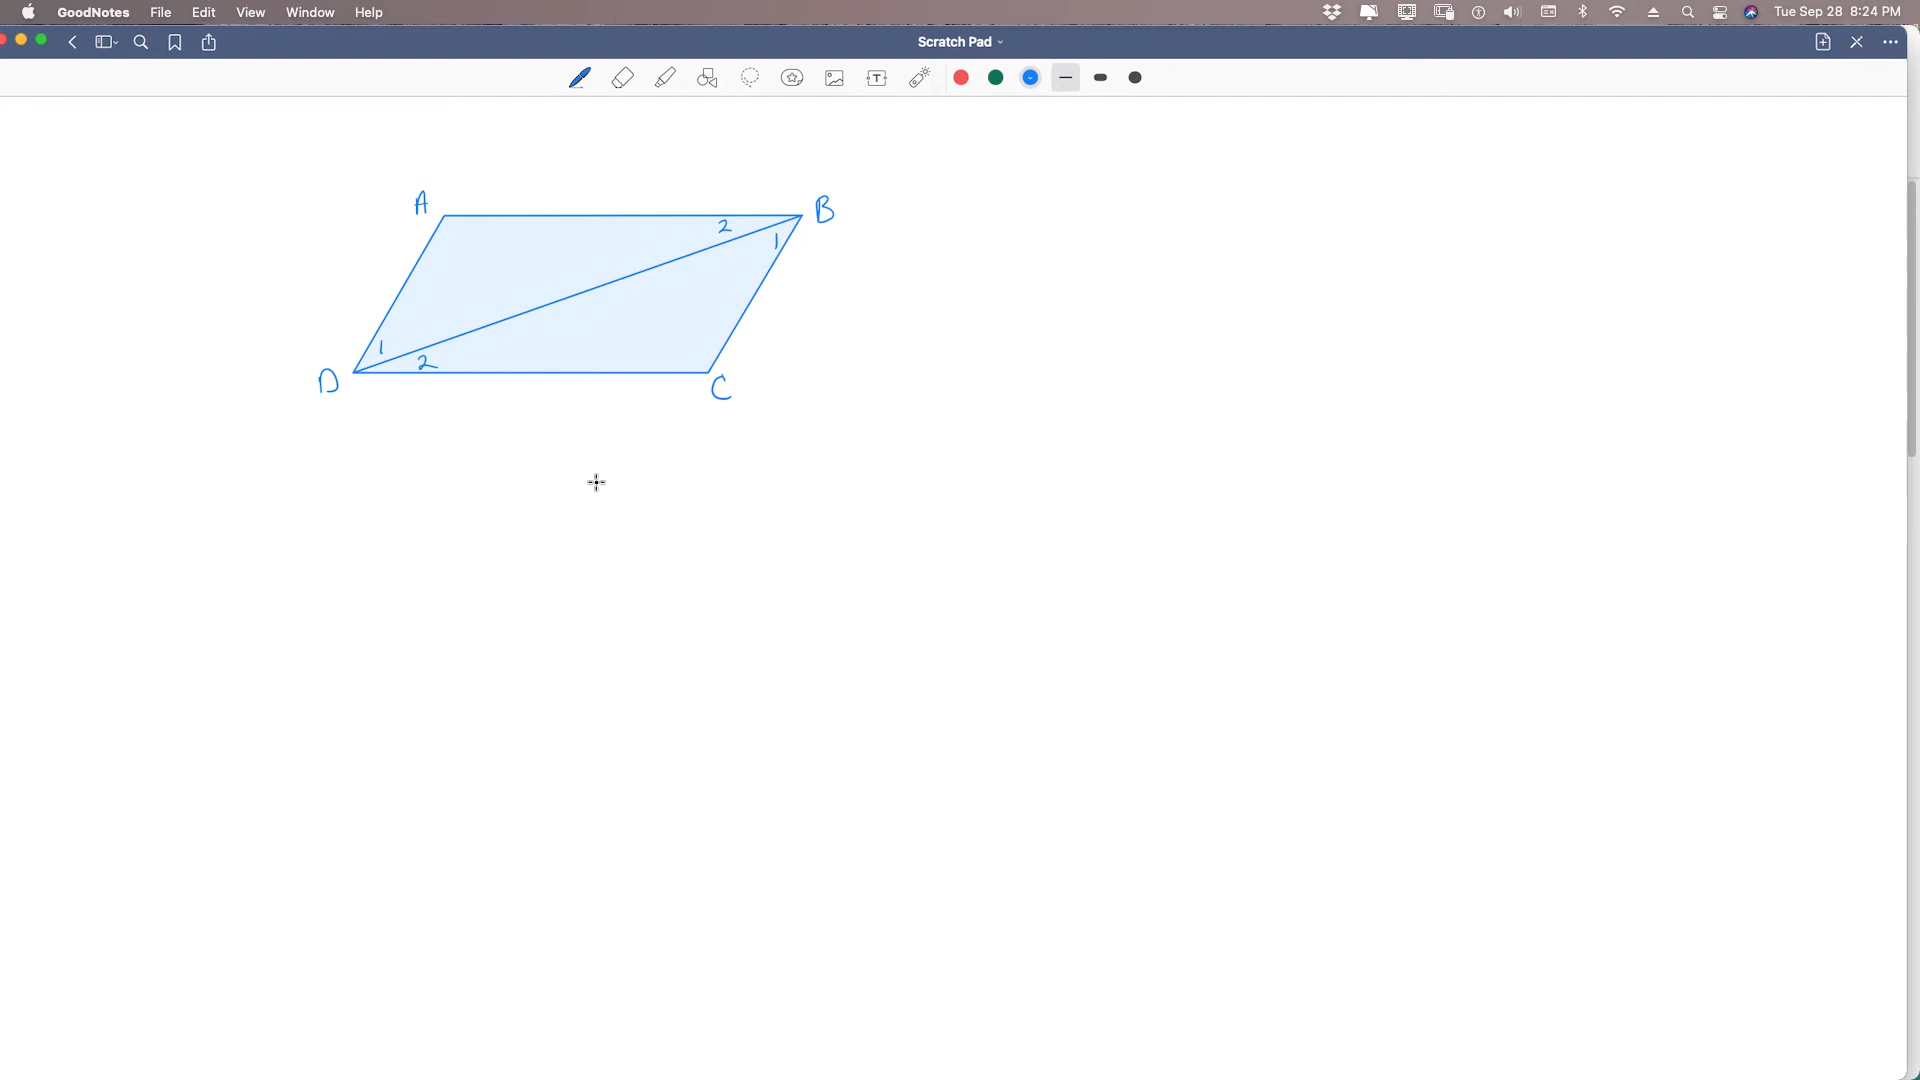 GoodNotes File Edit View Window Help Tue Sep 28 8:24 PM
Scratch Pad
T
A
B
2
1
1
2
D
C